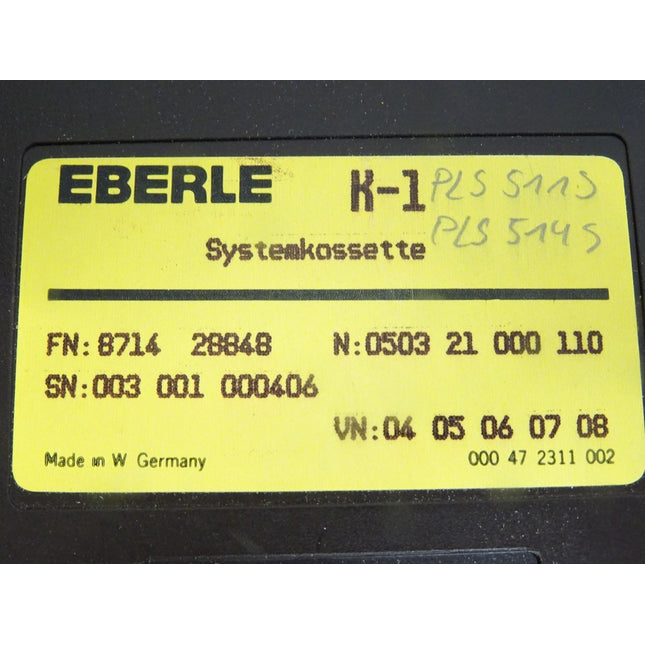 EBERLE K-1 PLS 511S
PLS 514S
Systemkassette
FN: 8714 28848 N: 0503 21 000 110
SN: 003 001 000406
VN: 04 05 06 07 08
Made in W Germany 000 47 2311 002